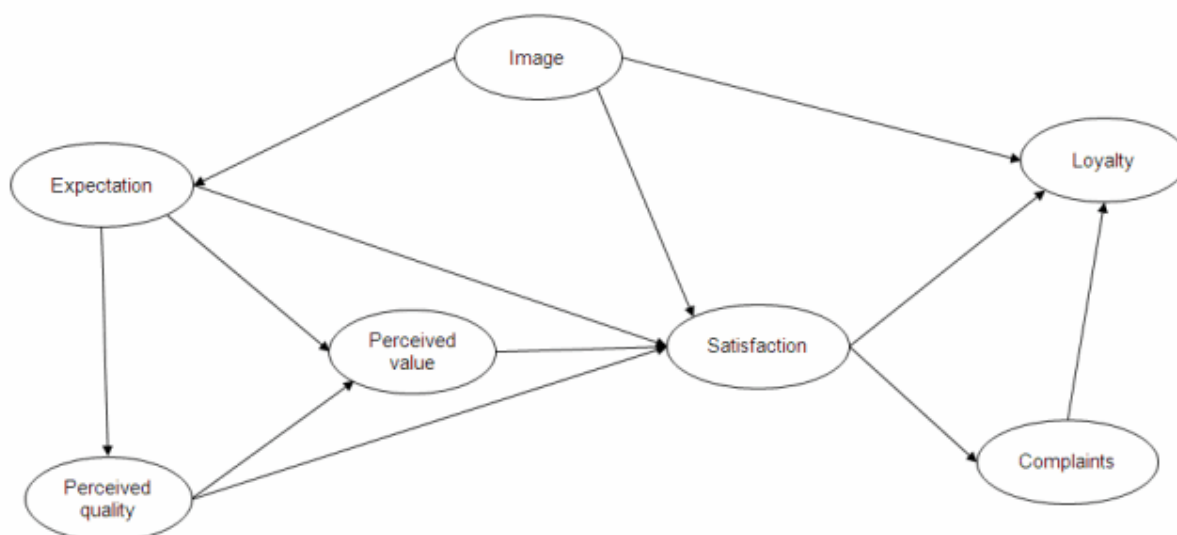 Image
Loyalty
Expectation
Perceived
value
Satisfaction
Complaints
Perceived
quality